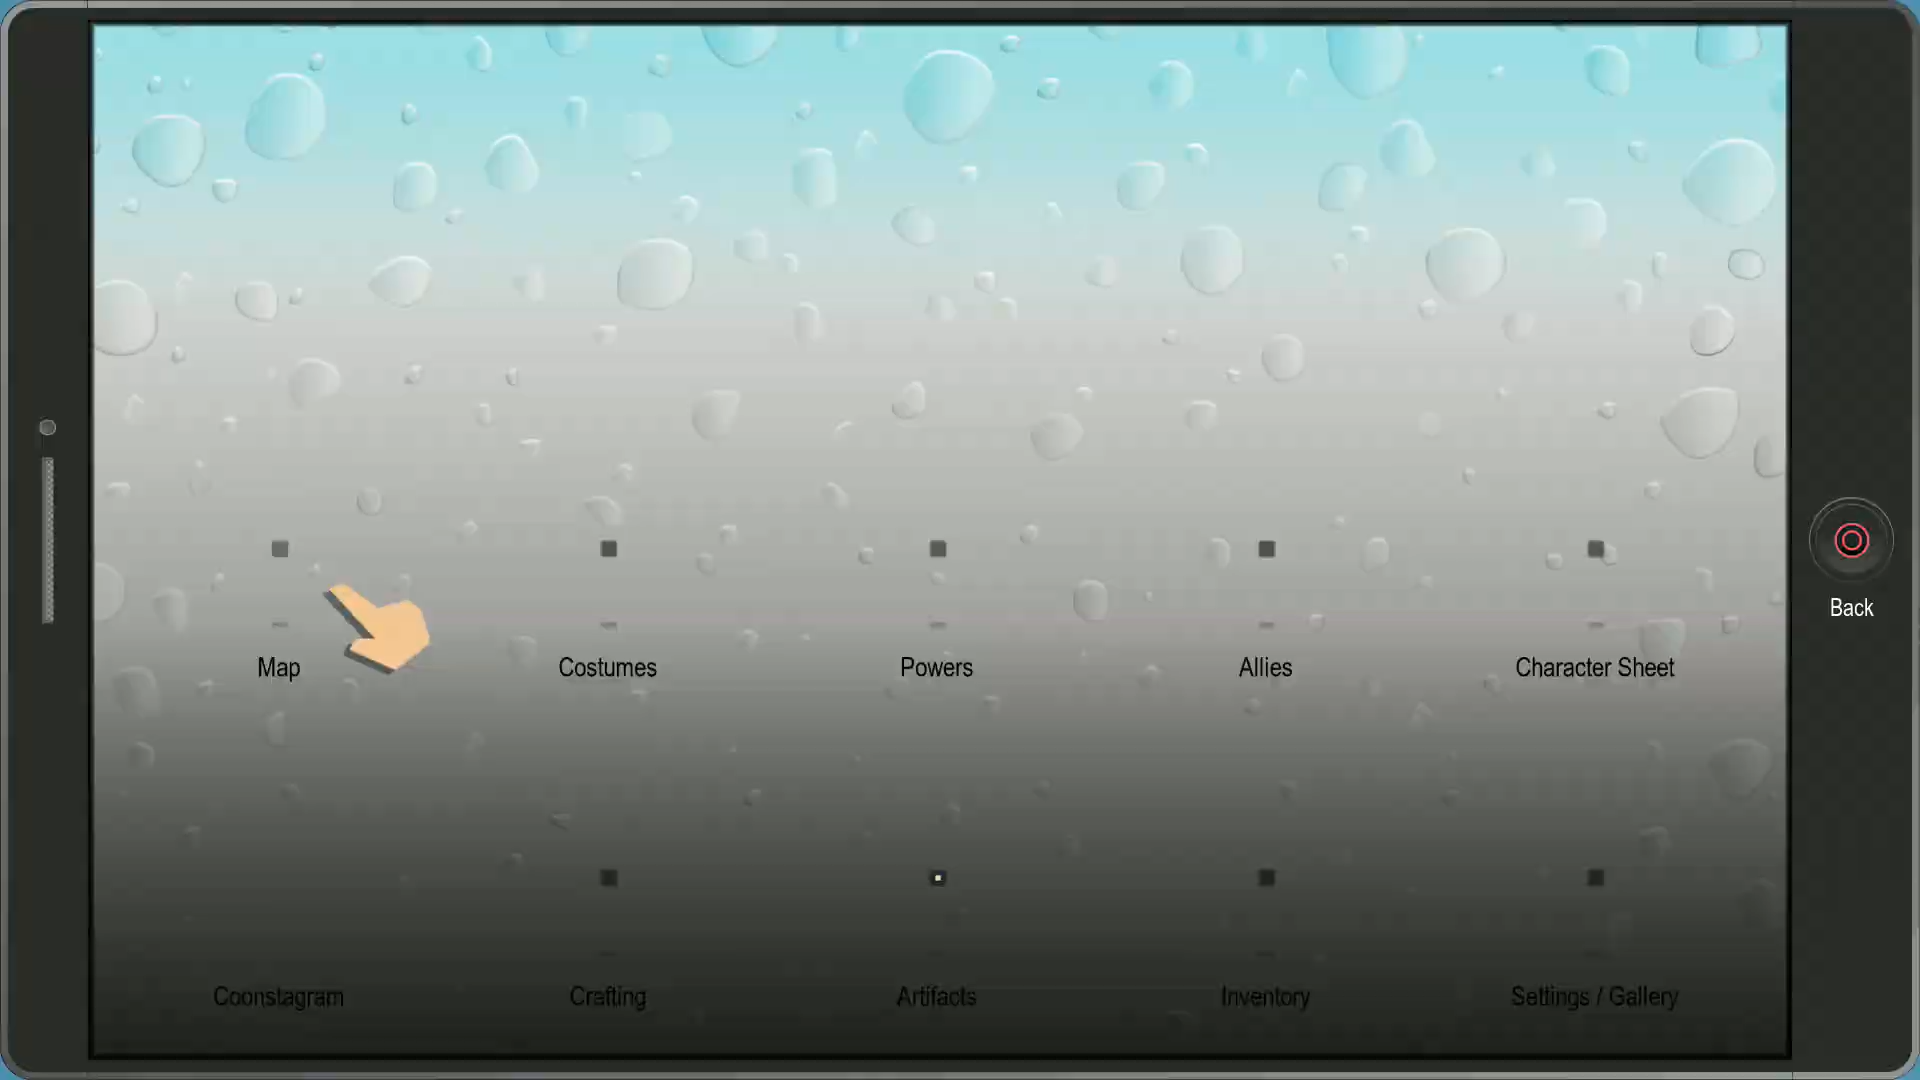 Back
Map
Costumes
Powers
Allies
Character Sheet
Coonstagram
Crafting
Artifacts
Inventory
Settings / Gallery